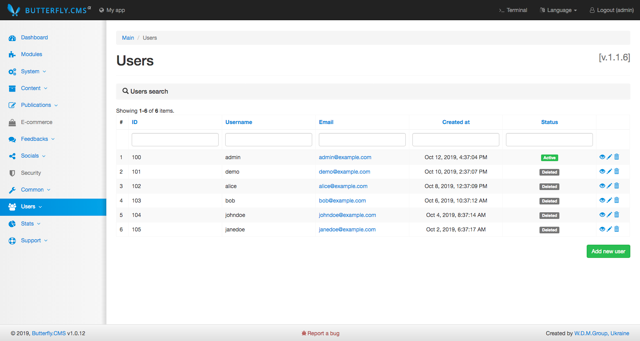 BUTTERFLY.CMS My app Terminal Language Logout (admin)
Dashboard
Modules
System
Content
Publications
E-commerce
Feedbacks
Socials
Security
Common
Users
Stats
Support
Main / Users
Users [v.1.1.6]
Users search
Showing 1-6 of 6 items.
# ID Username Email Created at Status
1 100 admin admin@example.com Oct 12, 2019, 4:37:04 PM Active
2 101 demo demo@example.com Oct 10, 2019, 2:37:07 PM Deleted
3 102 alice alice@example.com Oct 8, 2019, 12:37:09 PM Deleted
4 103 bob bob@example.com Oct 6, 2019, 10:37:12 AM Deleted
5 104 johndoe johndoe@example.com Oct 4, 2019, 8:37:14 AM Deleted
6 105 janedoe janedoe@example.com Oct 2, 2019, 6:37:17 AM Deleted
Add new user
© 2019, Butterfly.CMS v1.0.12 Report a bug Created by W.D.M.Group, Ukraine